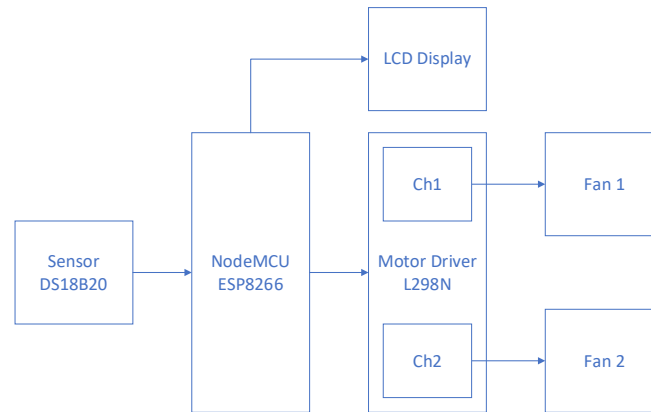 LCD Display
Ch1
Fan 1
Sensor
DS18B20
NodeMCU
ESP8266
Motor Driver
L298N
Ch2
Fan 2